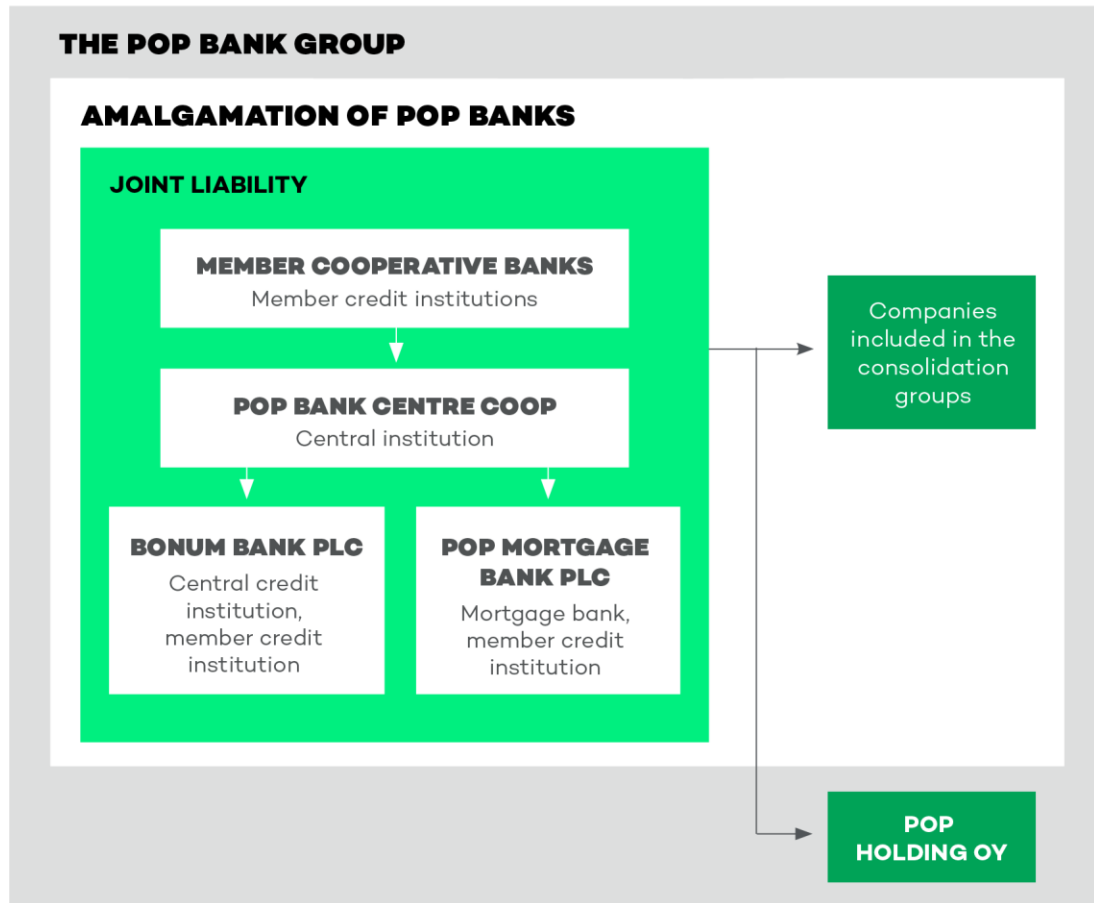 THE POP BANK GROUP
AMALGAMATION OF POP BANKS
JOINT LIABILITY
MEMBER COOPERATIVE BANKS
Member credit institutions
POP BANK CENTRE COOP
Central institution
BONUM BANK PLC
Central credit
institution,
member credit
institution
POP MORTGAGE
BANK PLC
Mortgage bank,
member credit
institution
Companies
included in the
consolidation
groups
POP
HOLDING OY